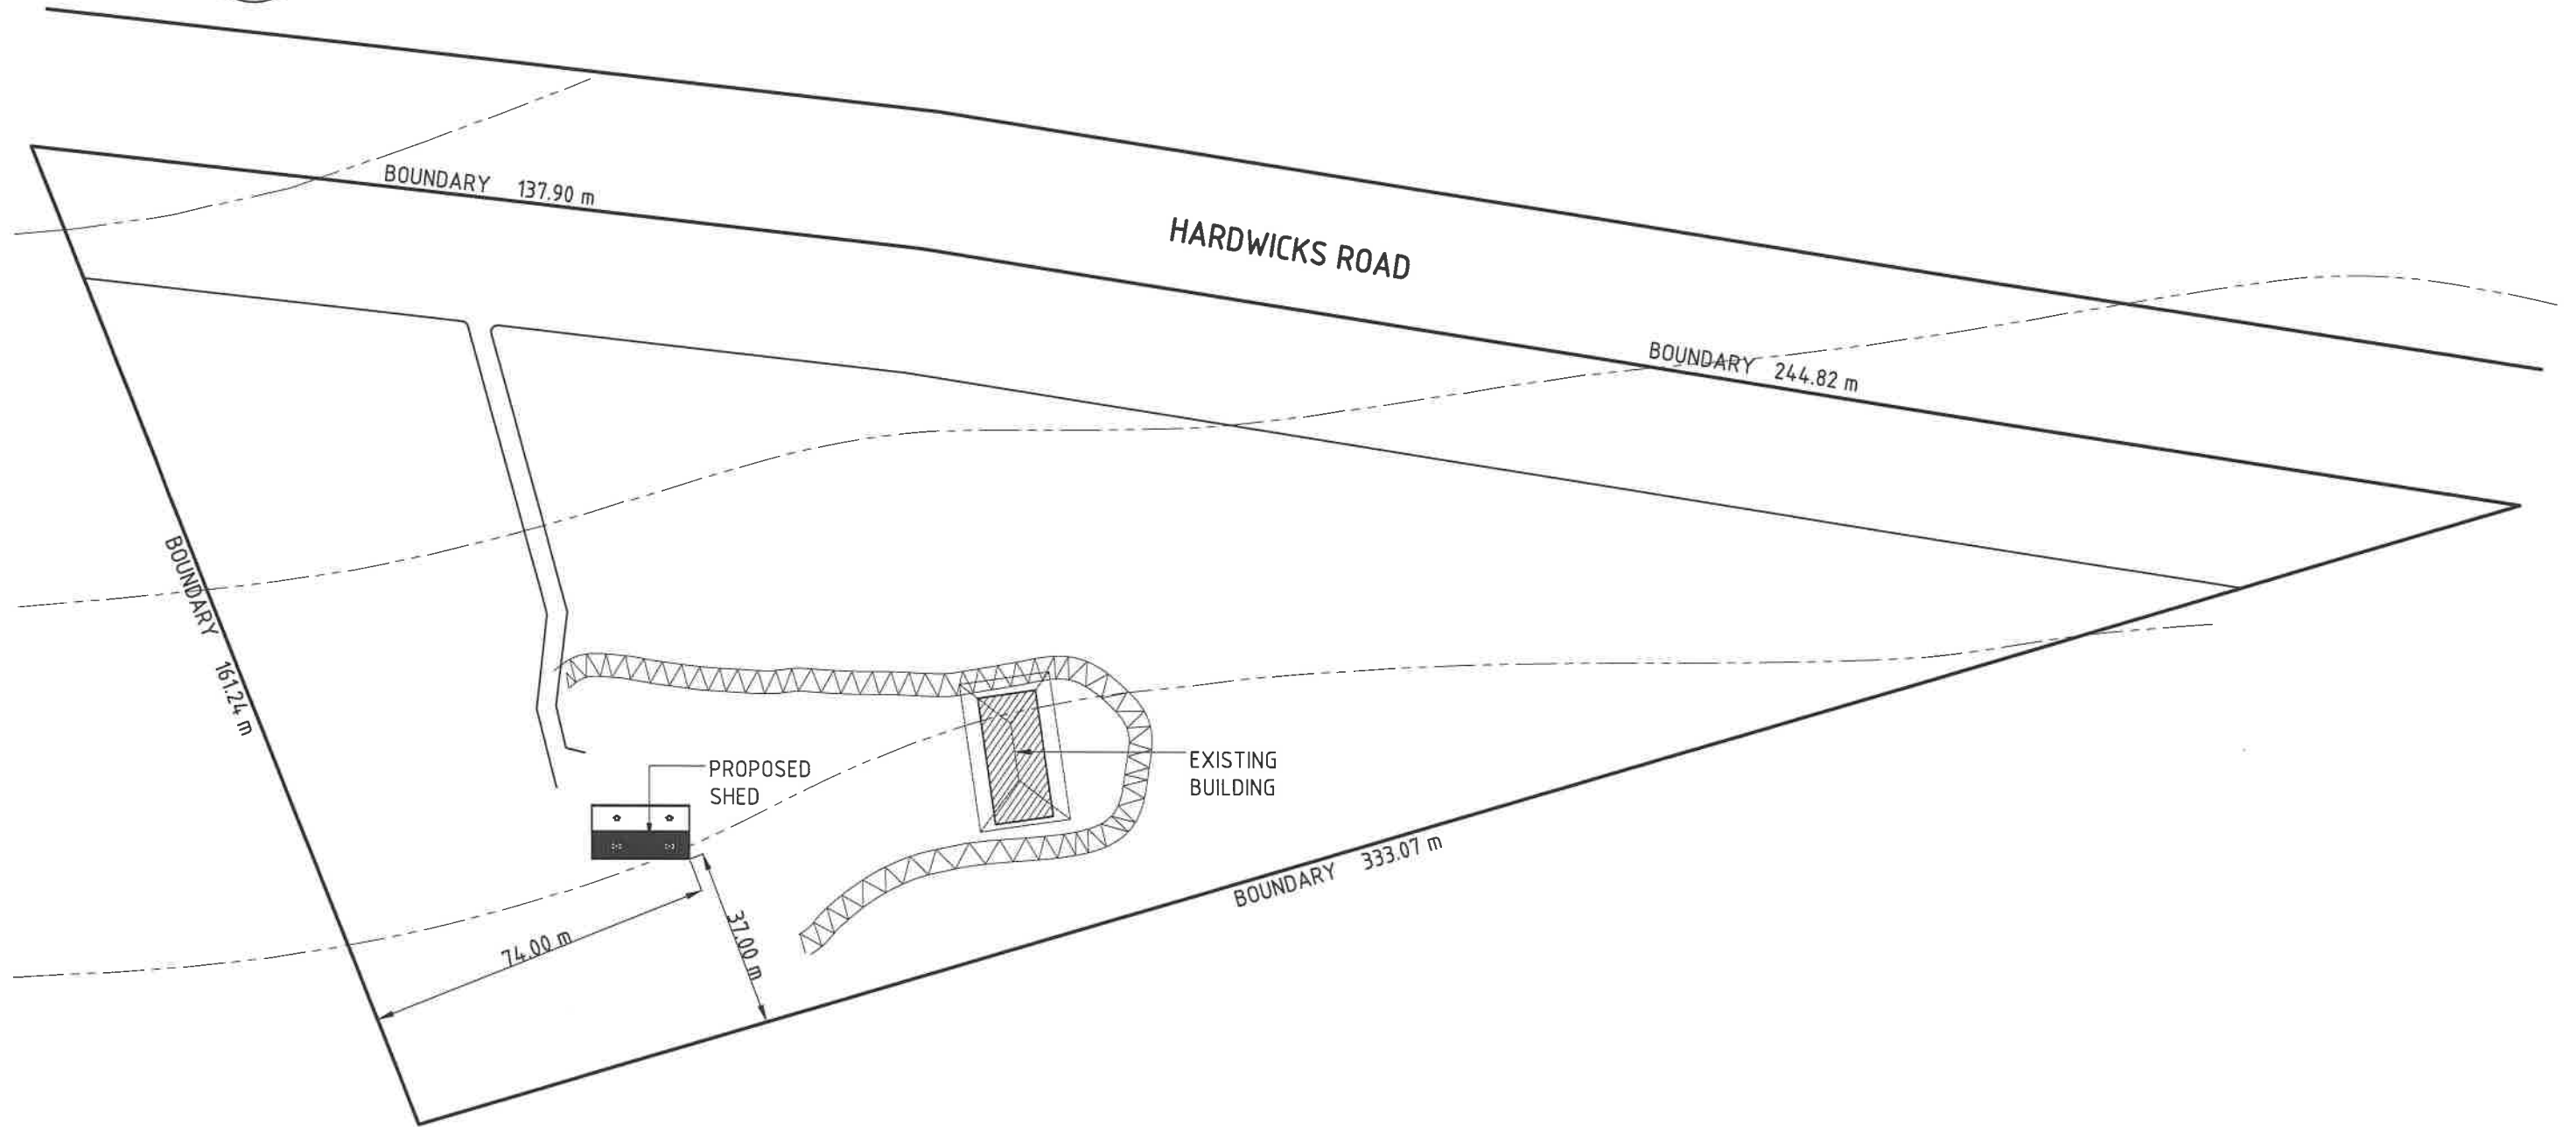 BOUNDARY 137.90 m
HARDWICKS ROAD
BOUNDARY 244.82 m
BOUNDARY 161.24 m
PROPOSED
SHED
EXISTING
BUILDING
BOUNDARY 333.07 m
74.00 m
37.00 m